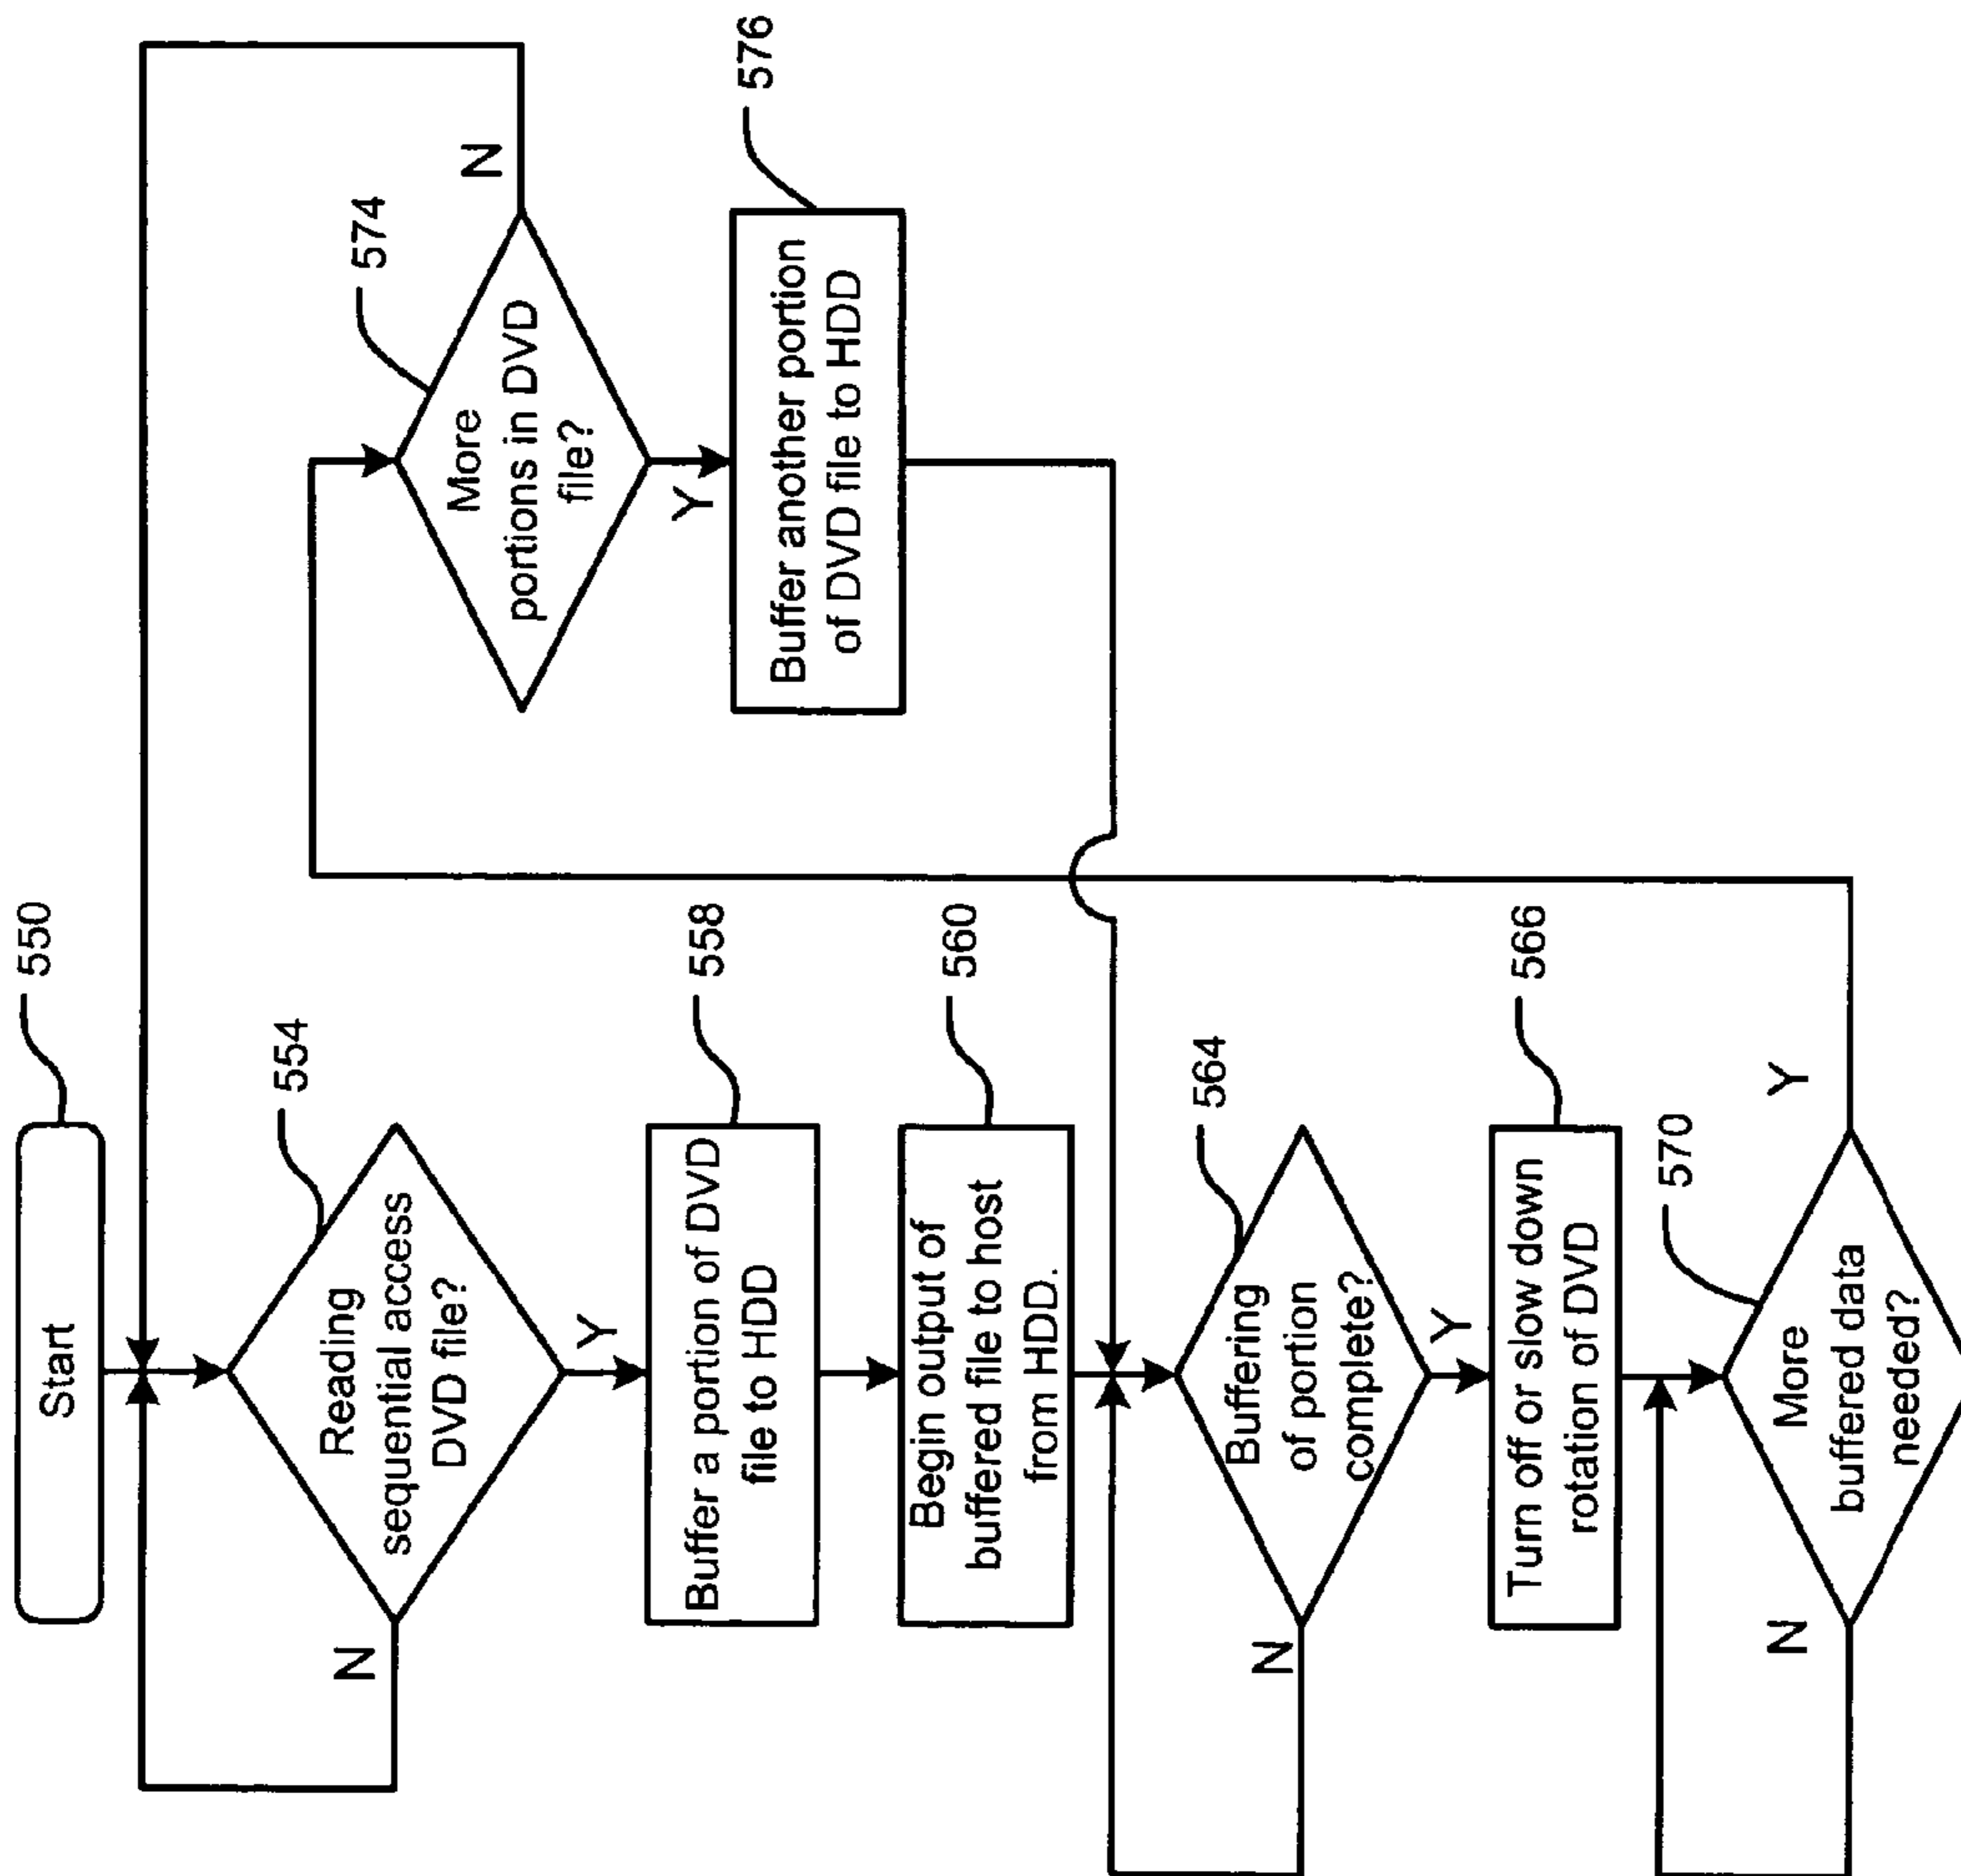 Start
550
Reading
sequential access
DVD file?
554
N
Y
Buffer a portion of DVD
file to HDD
558
Begin output of
buffered file to host
from HDD.
560
Buffering
of portion
complete?
564
N
Y
Turn off or slow down
rotation of DVD
566
More
buffered data
needed?
570
N
Y
More
portions in DVD
file?
574
N
Y
Buffer another portion
of DVD file to HDD
576